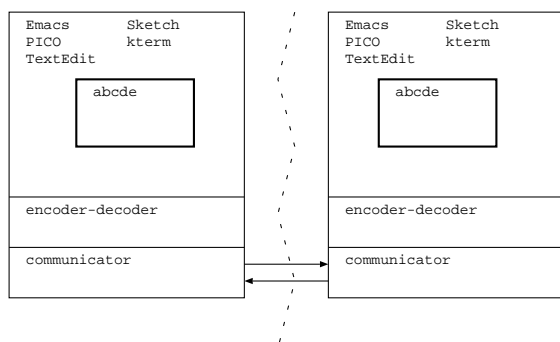 Emacs Sketch
PICO kterm
TextEdit
abcde
encoder-decoder
communicator
Emacs Sketch
PICO kterm
TextEdit
abcde
encoder-decoder
communicator